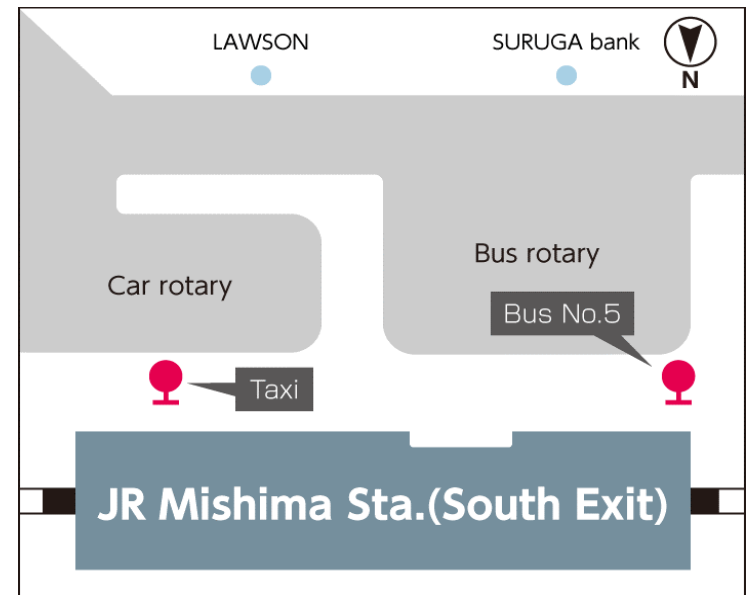 LAWSON
SURUGA bank
N
Bus rotary
Car rotary
Bus No.5
Taxi
JR Mishima Sta.(South Exit)